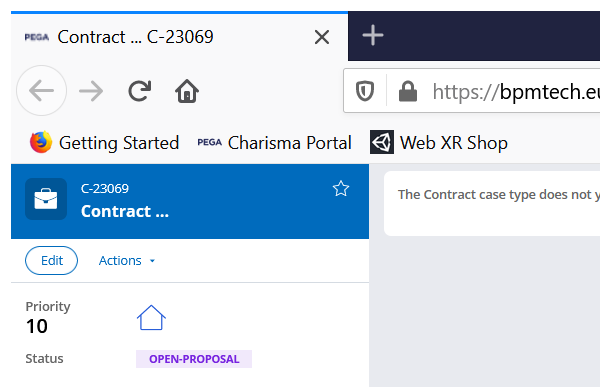 PEGA Contract ... C-23069
https://bpmtech.eu
Getting Started PEGA Charisma Portal Web XR Shop
C-23069
Contract ...
The Contract case type does not y
Edit Actions
Priority
10
Status OPEN-PROPOSAL